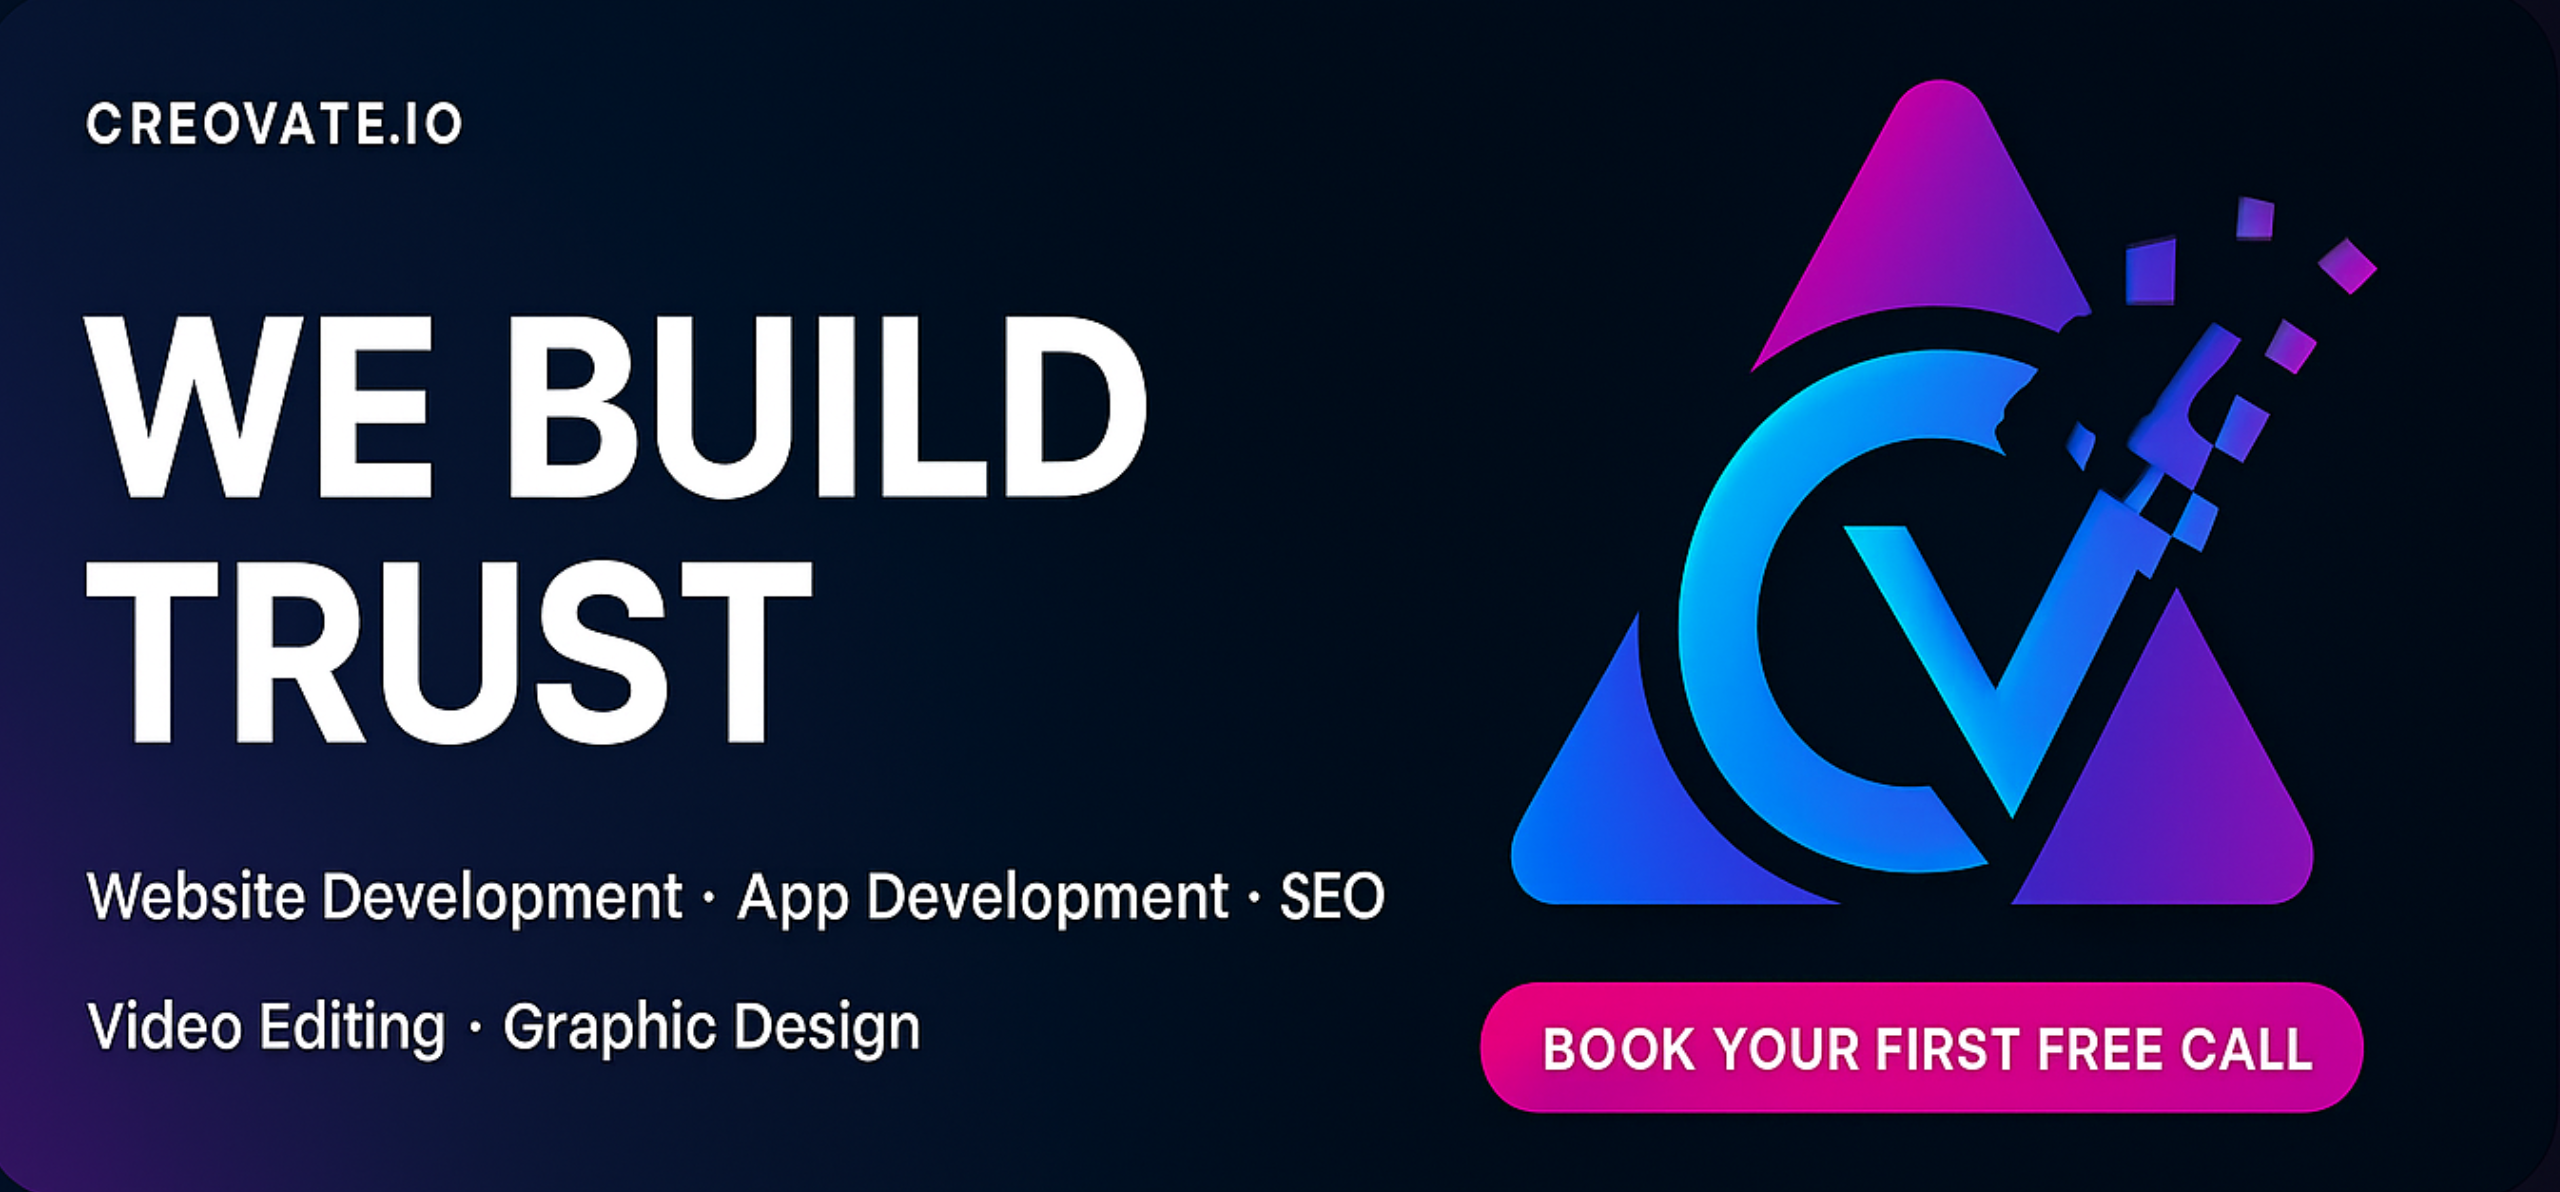 CREOVATE.IO
WE BUILD
TRUST
Website Development · App Development · SEO
Video Editing · Graphic Design
CV
BOOK YOUR FIRST FREE CALL